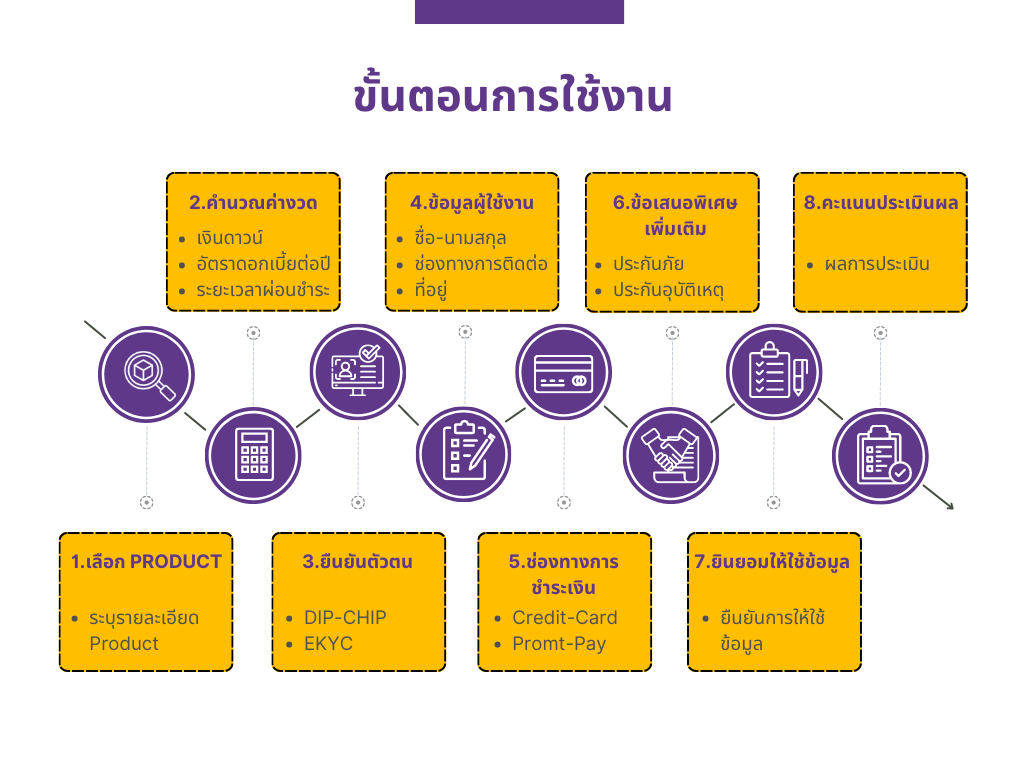 ขั้นตอนการใช้งาน
2.คำนวณค่างวด
เงินดาวน์
อัตราดอกเบี้ยต่อปี
ระยะเวลาผ่อนชำระ
4.ข้อมูลผู้ใช้งาน
ชื่อ-นามสกุล
ช่องทางการติดต่อ
ที่อยู่
6.ข้อเสนอพิเศษ
เพิ่มเติม
ประกันภัย
ประกันอุบัติเหตุ
8.คะแนนประเมินผล
ผลการประเมิน
1.เลือก PRODUCT
ระบุรายละเอียด
Product
3.ยืนยันตัวตน
DIP-CHIP
EKYC
5.ช่องทางการ
ชำระเงิน
Credit-Card
Promt-Pay
7.ยินยอมให้ใช้ข้อมูล
ยืนยันการให้ใช้
ข้อมูล